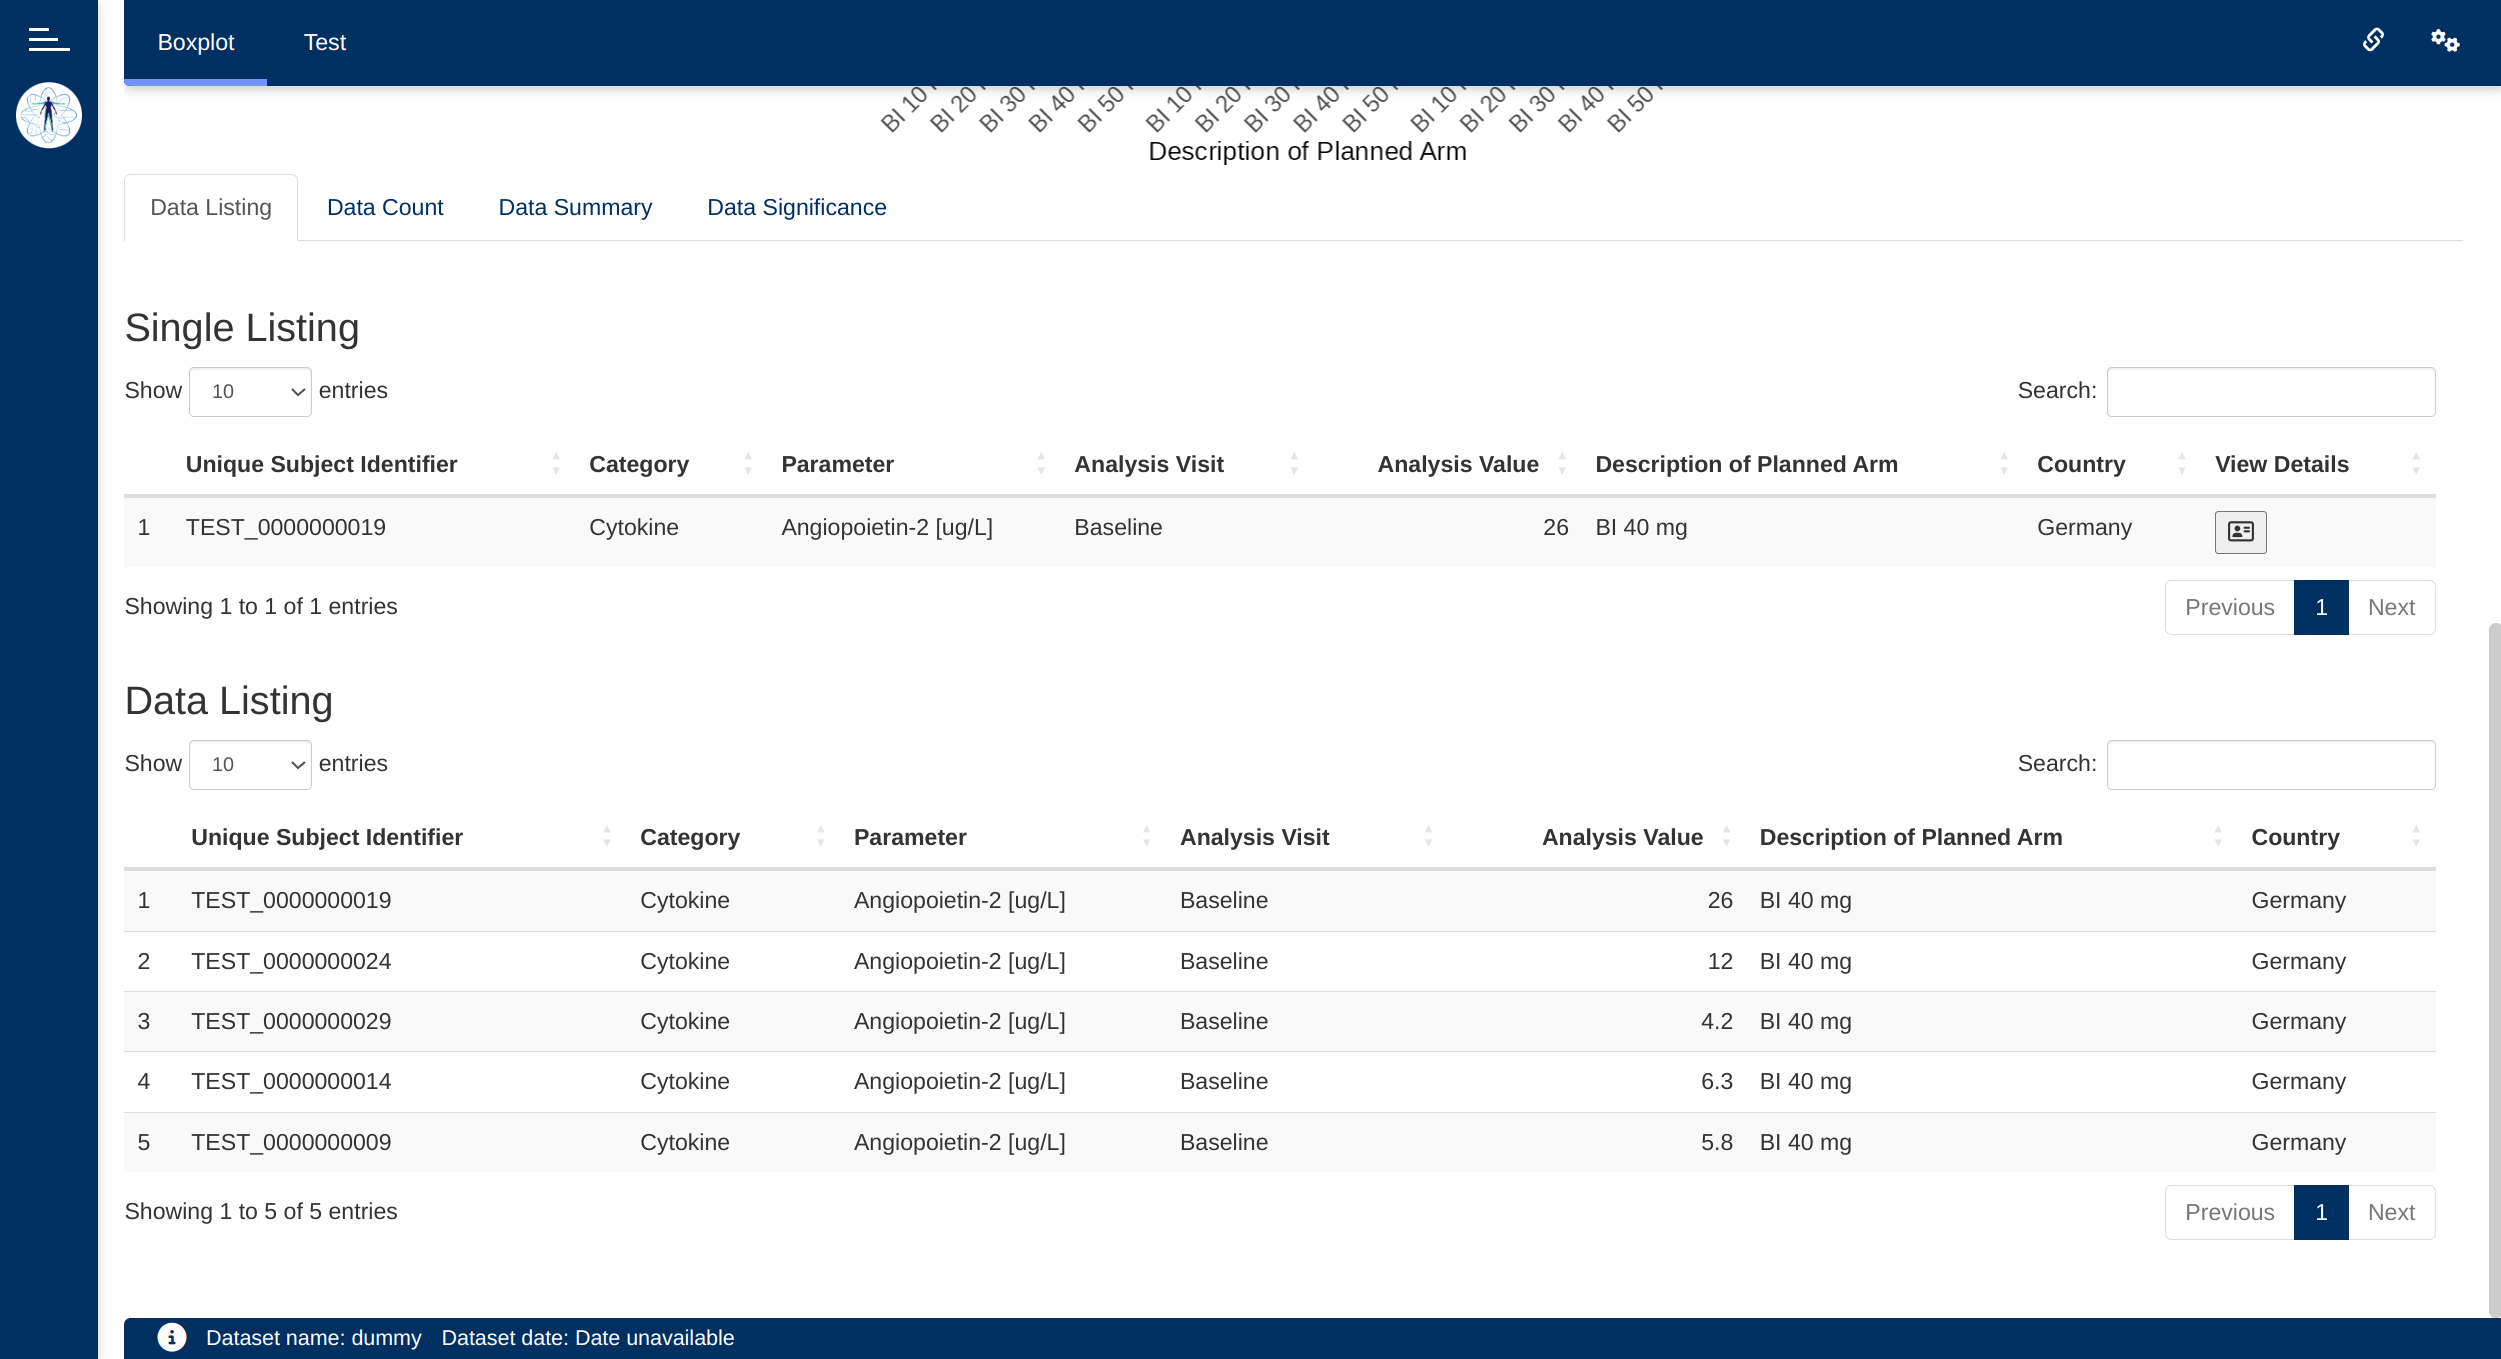 Boxplot Test
BI 10 BI 20 BI 30 BI 40 BI 50 BI 10 BI 20 BI 30 BI 40 BI 50 BI 10 BI 20 BI 30 BI 40 BI 50
Description of Planned Arm
Data Listing Data Count Data Summary Data Significance
Single Listing
Show 10 entries Search:
Unique Subject Identifier Category Parameter Analysis Visit Analysis Value Description of Planned Arm Country View Details
1 TEST_0000000019 Cytokine Angiopoietin-2 [ug/L] Baseline 26 BI 40 mg Germany
Showing 1 to 1 of 1 entries Previous 1 Next
Data Listing
Show 10 entries Search:
Unique Subject Identifier Category Parameter Analysis Visit Analysis Value Description of Planned Arm Country
1 TEST_0000000019 Cytokine Angiopoietin-2 [ug/L] Baseline 26 BI 40 mg Germany
2 TEST_0000000024 Cytokine Angiopoietin-2 [ug/L] Baseline 12 BI 40 mg Germany
3 TEST_0000000029 Cytokine Angiopoietin-2 [ug/L] Baseline 4.2 BI 40 mg Germany
4 TEST_0000000014 Cytokine Angiopoietin-2 [ug/L] Baseline 6.3 BI 40 mg Germany
5 TEST_0000000009 Cytokine Angiopoietin-2 [ug/L] Baseline 5.8 BI 40 mg Germany
Showing 1 to 5 of 5 entries Previous 1 Next
Dataset name: dummy Dataset date: Date unavailable